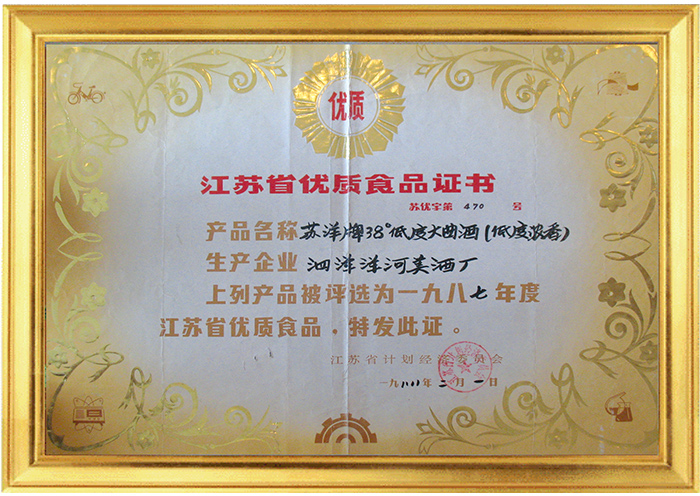 优质
江苏省优质食品证书
苏优字第 470 号
产品名称 苏洋牌38°低度大曲酒(低度浓香)
生产企业 泗洋洋河美酒厂
上列产品被评选为一九八七年度
江苏省优质食品，特发此证。
江苏省计划经济委员会
一九八八年二月一日